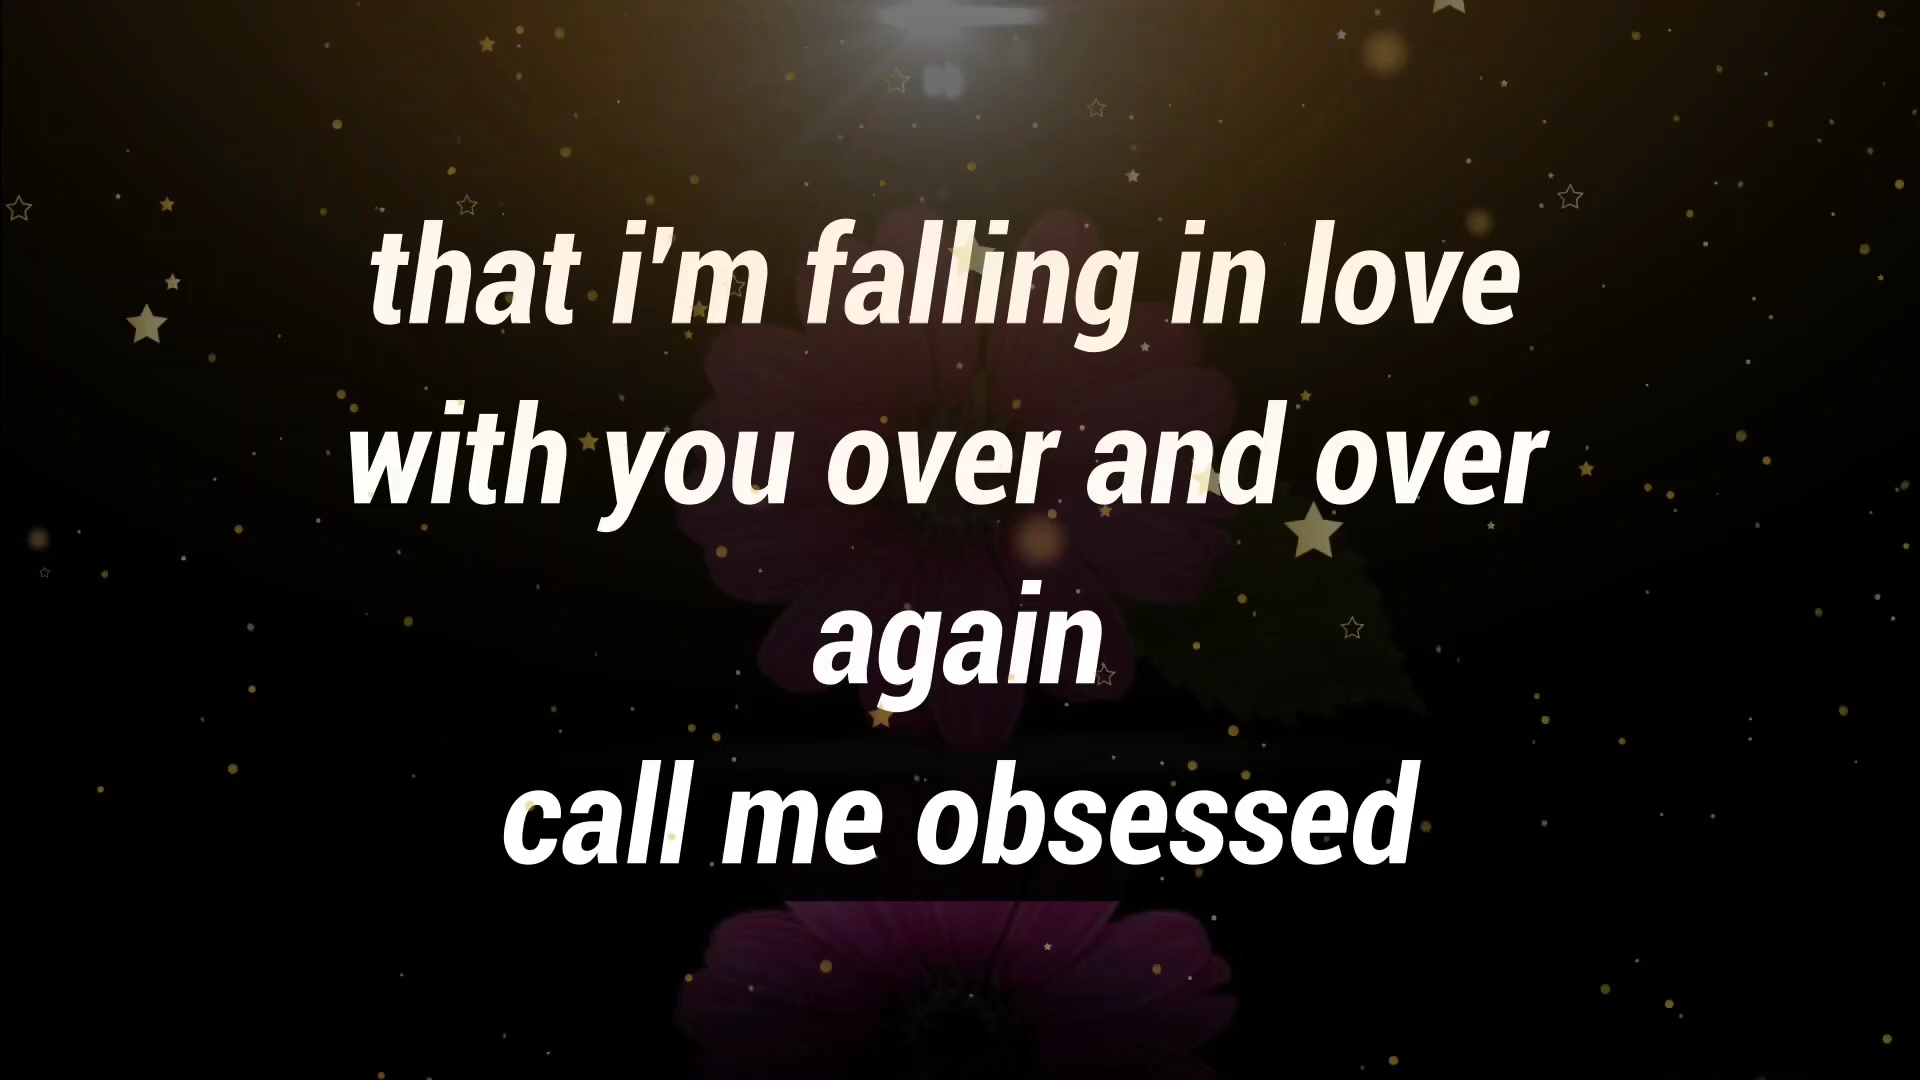 that i'm falling in love
with you over and over
again
call me obsessed